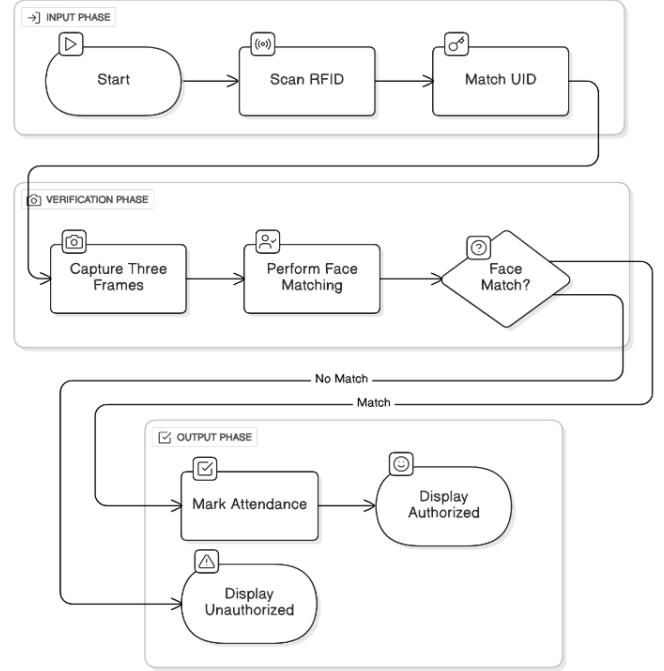 INPUT PHASE
Start
Scan RFID
Match UID
VERIFICATION PHASE
Capture Three
Frames
Perform Face
Matching
Face
Match?
No Match
Match
OUTPUT PHASE
Mark Attendance
Display
Authorized
Display
Unauthorized